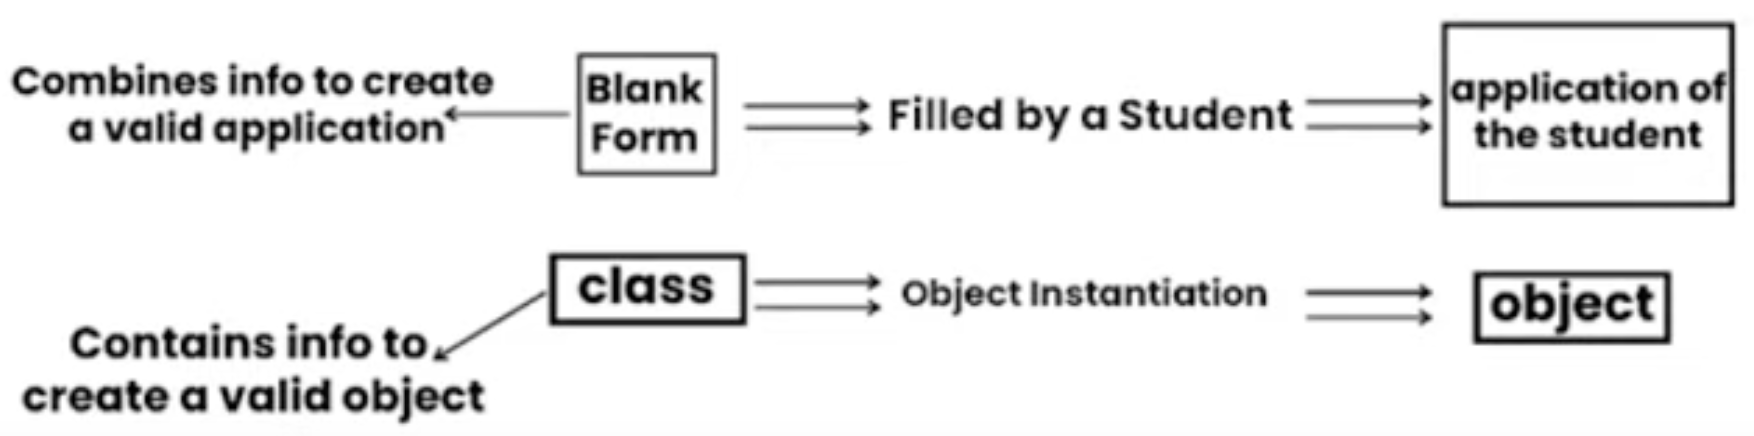 Combines info to create
a valid application
Blank
Form
Filled by a Student
application of
the student
class
Object Instantiation
object
Contains info to
create a valid object